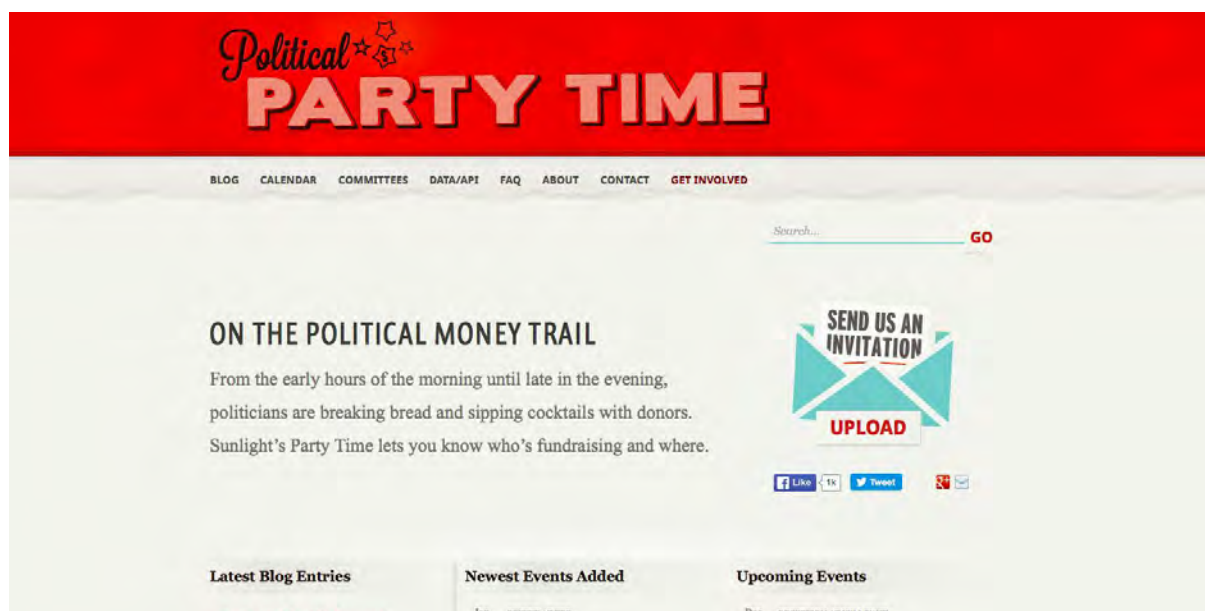 Political
$
PARTY TIME
BLOG CALENDAR COMMITTEES DATA/API FAQ ABOUT CONTACT GET INVOLVED
Search...
GO
ON THE POLITICAL MONEY TRAIL
From the early hours of the morning until late in the evening,
politicians are breaking bread and sipping cocktails with donors.
Sunlight's Party Time lets you know who's fundraising and where.
SEND US AN
INVITATION
UPLOAD
Like 1k Tweet
Latest Blog Entries
Newest Events Added
Upcoming Events